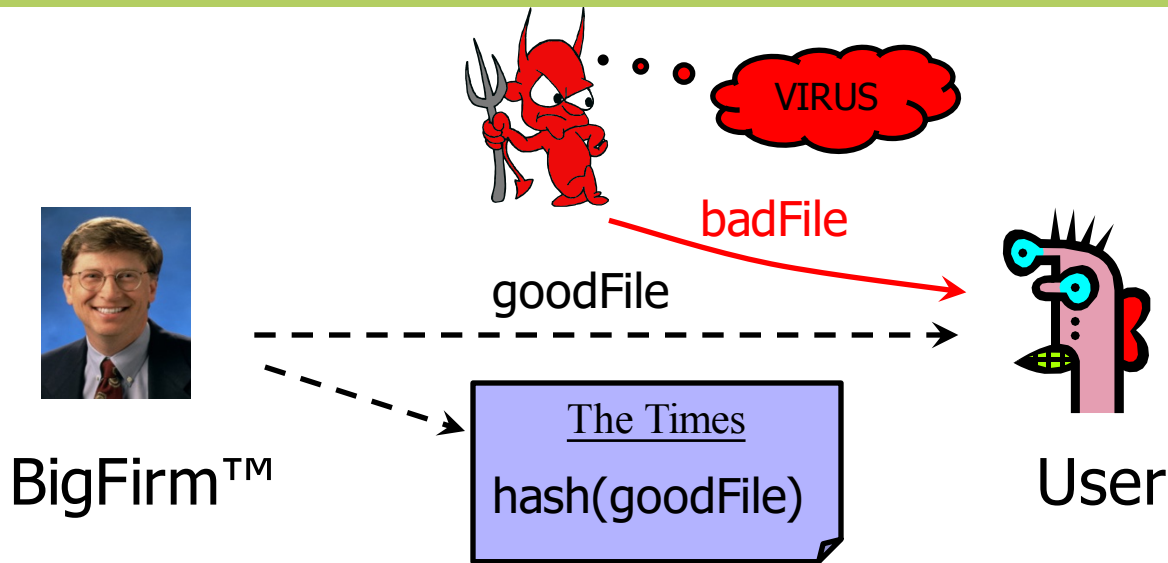 VIRUS
badFile
goodFile
The Times
hash(goodFile)
BigFirm™
User